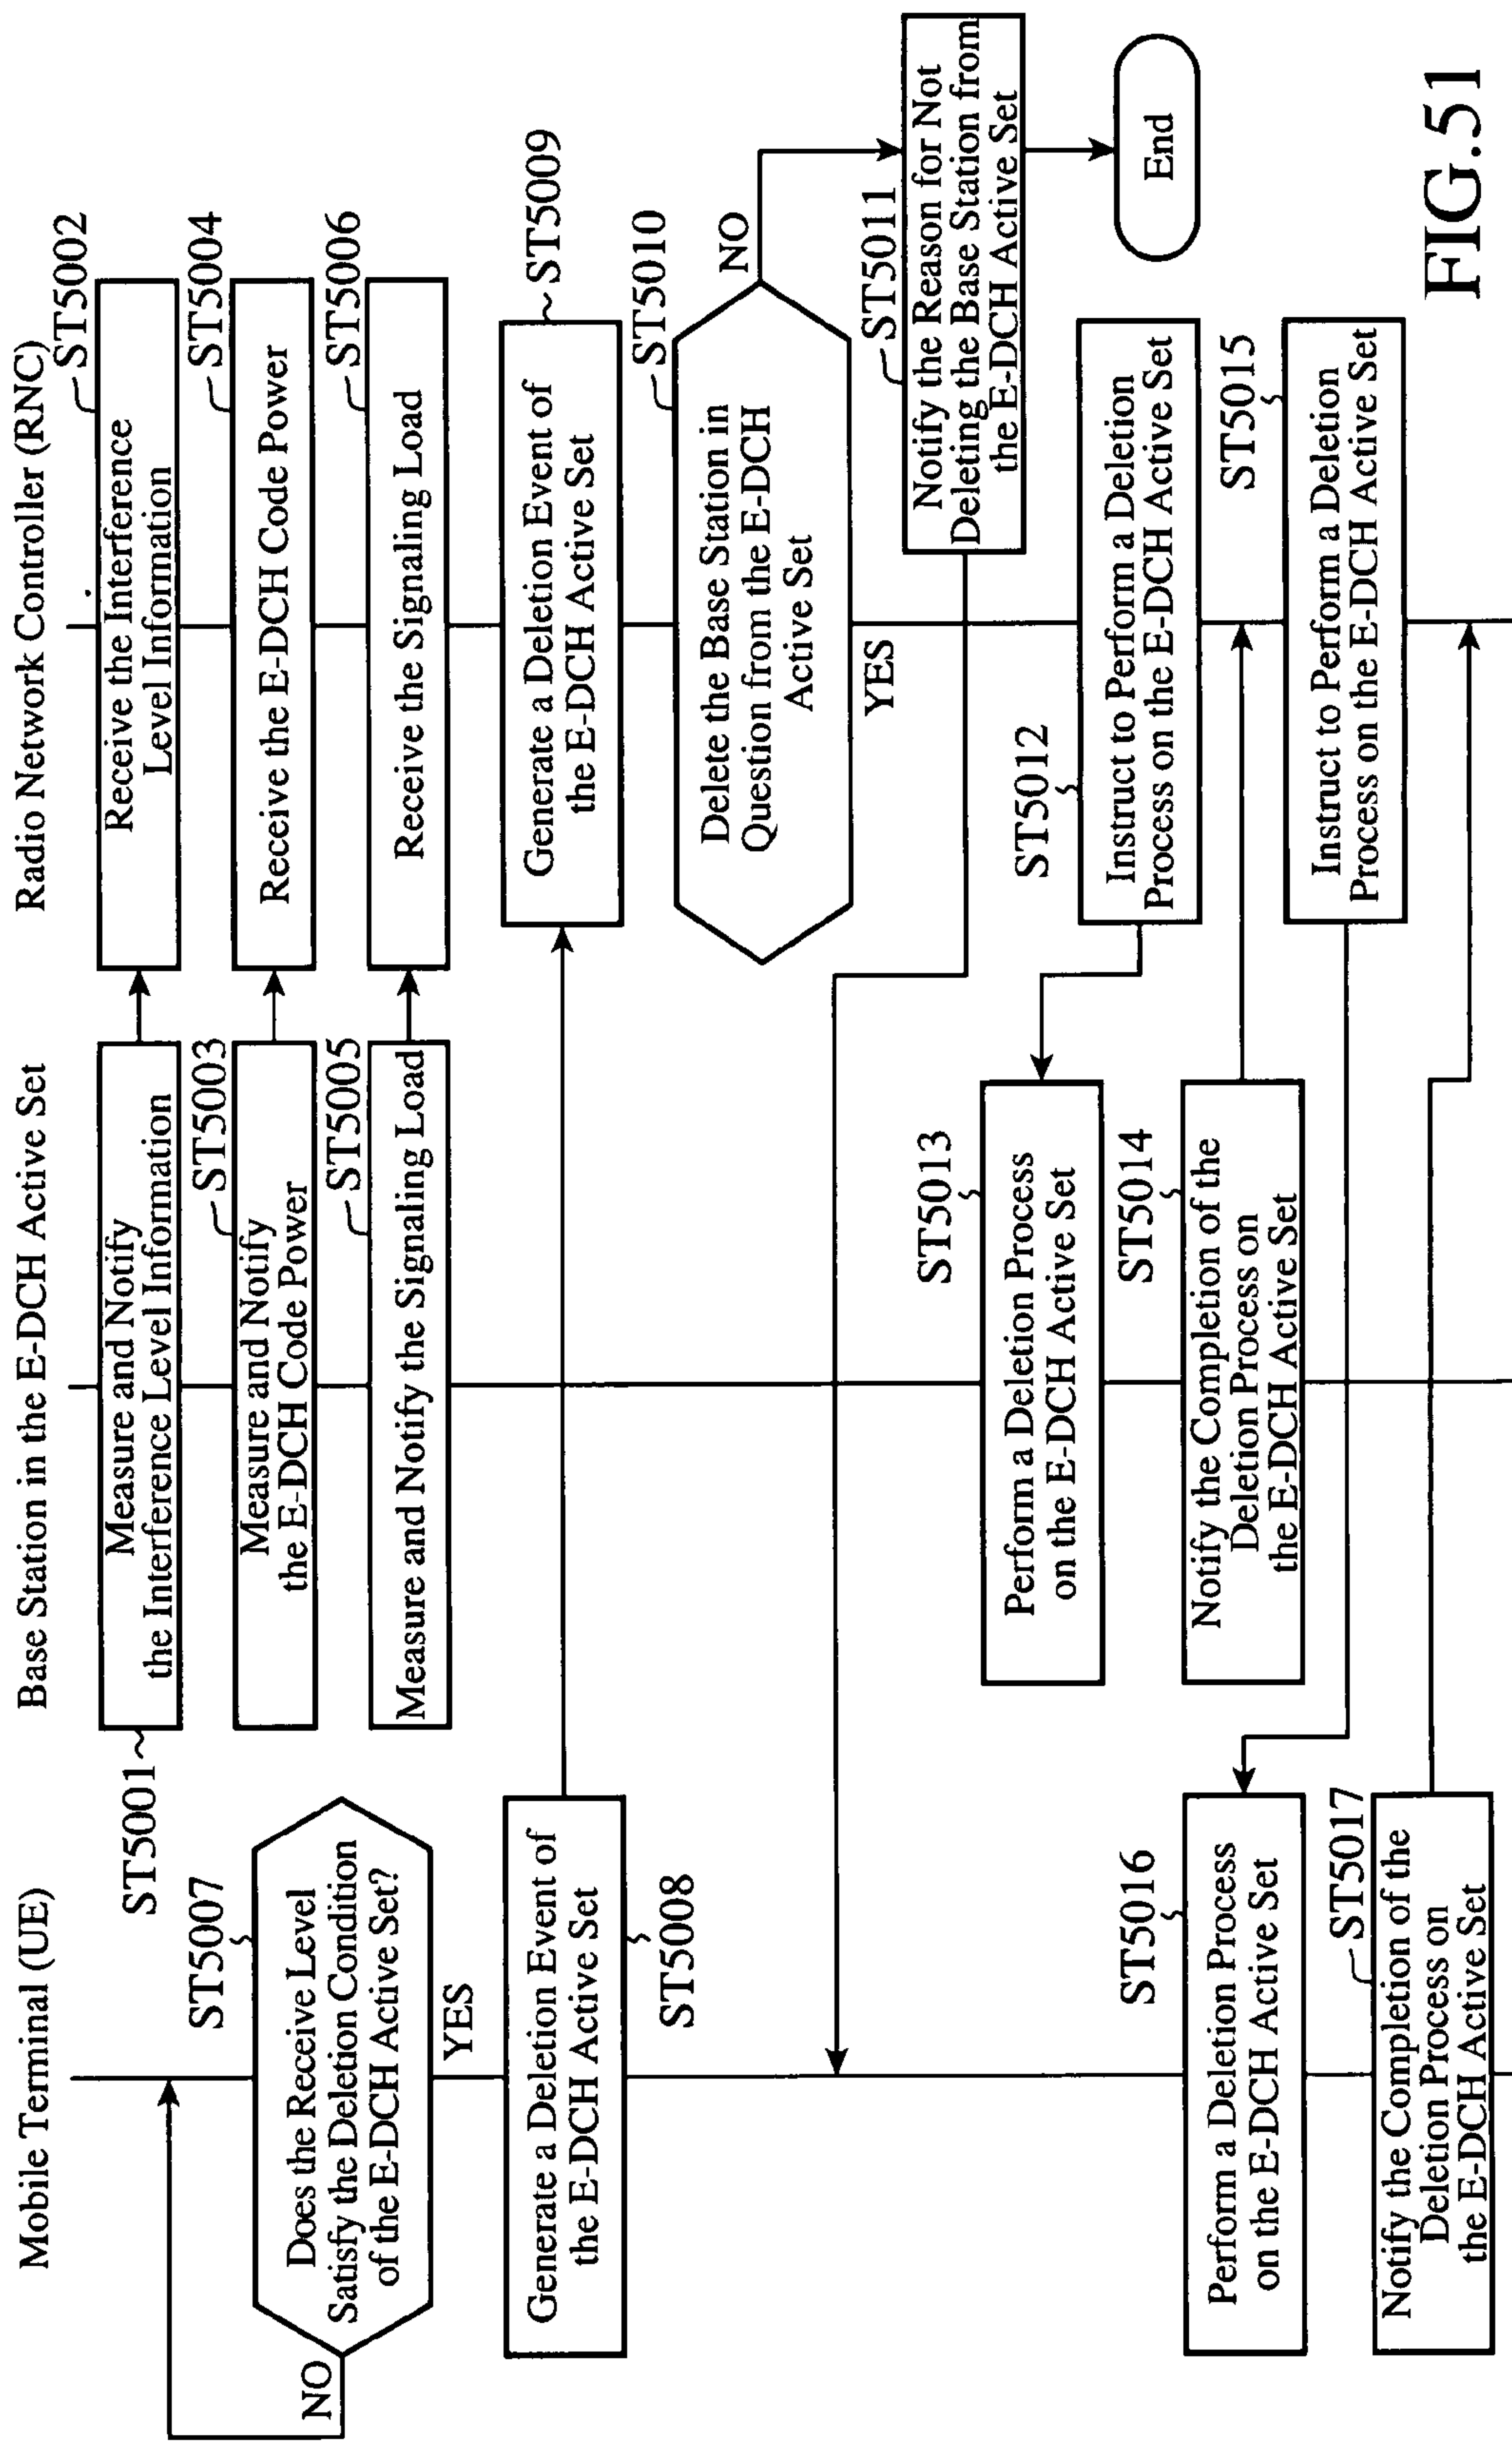 Mobile Terminal (UE)
Base Station in the E-DCH Active Set
Radio Network Controller (RNC)
ST5001
Measure and Notify
the Interference Level Information
ST5002
Receive the Interference
Level Information
ST5003
Measure and Notify
the E-DCH Code Power
ST5004
Receive the E-DCH Code Power
ST5005
Measure and Notify the Signaling Load
ST5006
Receive the Signaling Load
ST5007
Does the Receive Level
Satisfy the Deletion Condition
of the E-DCH Active Set?
NO
YES
Generate a Deletion Event of
the E-DCH Active Set
ST5008
Generate a Deletion Event of
the E-DCH Active Set
ST5009
ST5010
Delete the Base Station in
Question from the E-DCH
Active Set
NO
YES
ST5011
Notify the Reason for Not
Deleting the Base Station from
the E-DCH Active Set
End
ST5012
Instruct to Perform a Deletion
Process on the E-DCH Active Set
ST5013
Perform a Deletion Process
on the E-DCH Active Set
ST5014
Notify the Completion of the
Deletion Process on
the E-DCH Active Set
ST5015
Instruct to Perform a Deletion
Process on the E-DCH Active Set
ST5016
Perform a Deletion Process
on the E-DCH Active Set
ST5017
Notify the Completion of the
Deletion Process on
the E-DCH Active Set
FIG.51